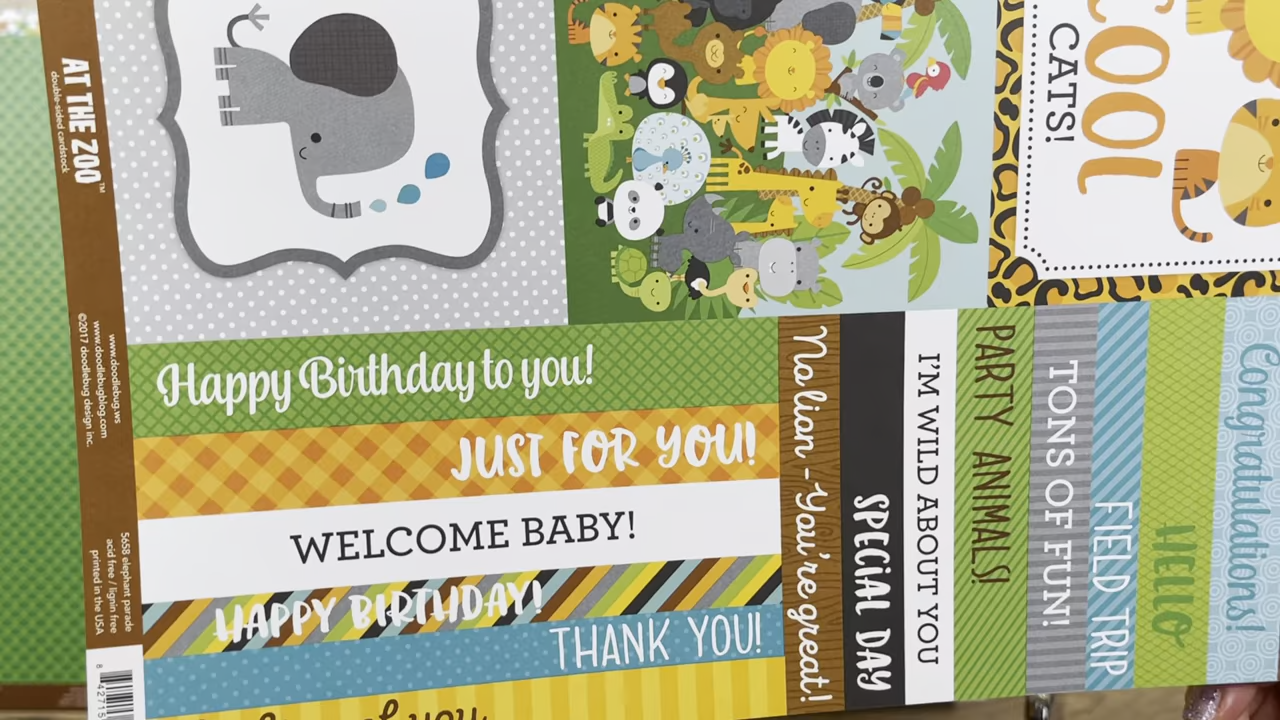 AT THE ZOO™
double-sided cardstock
www.doodlebug.ws
www.doodlebugblog.com
©2017 doodlebug design inc.
5658 elephant parade
acid free / lignin free
printed in the USA
COOL
CATS!
Happy Birthday to you!
JUST FOR YOU!
WELCOME BABY!
HAPPY BIRTHDAY!
THANK YOU!
of you
No lion - You're great!
SPECIAL DAY
I'M WILD ABOUT YOU
PARTY ANIMALS!
TONS OF FUN!
FIELD TRIP
HELLO
Congratulations!